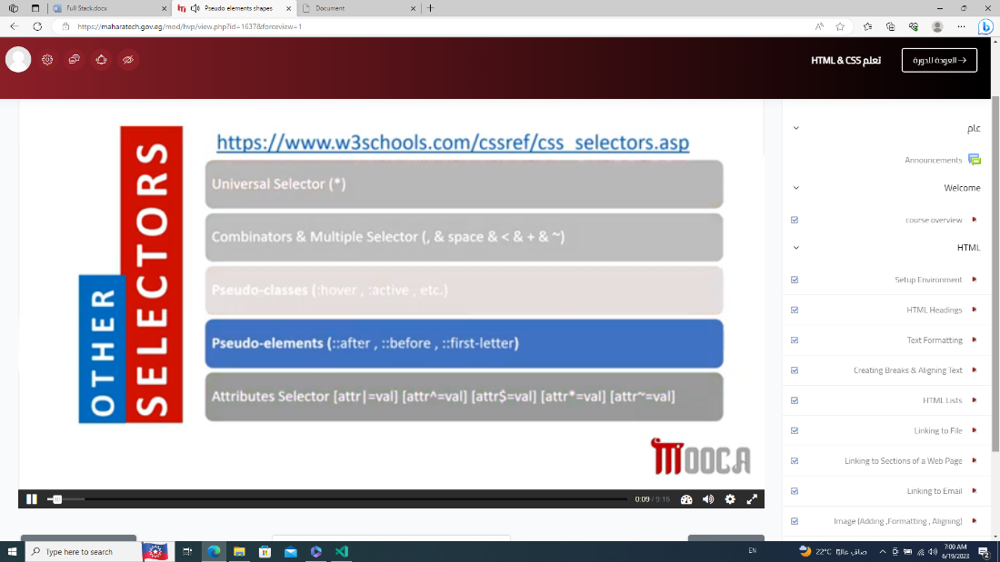 Full Stack.docx
Pseudo elements shapes
Document
https://maharatech.gov.eg/mod/hvp/view.php?id=1637&forceview=1
تعلم HTML & CSS
العودة للدورة
OTHER
SELECTORS
https://www.w3schools.com/cssref/css_selectors.asp
Universal Selector (*)
Combinators & Multiple Selector (, & space & < & + & ~)
Pseudo-classes (:hover , :active , etc.)
Pseudo-elements (::after , ::before , ::first-letter)
Attributes Selector [attr|=val] [attr^=val] [attr$=val] [attr*=val] [attr~=val]
MOOCA
0:09 / 9:16
عام
Announcements
Welcome
course overview
HTML
Setup Environment
HTML Headings
Text Formatting
Creating Breaks & Aligning Text
HTML Lists
Linking to File
Linking to Sections of a Web Page
Linking to Email
Image (Adding ,Formatting , Aligning)
Type here to search
EN
22°C صاف غالبًا
7:00 AM
6/19/2023
2